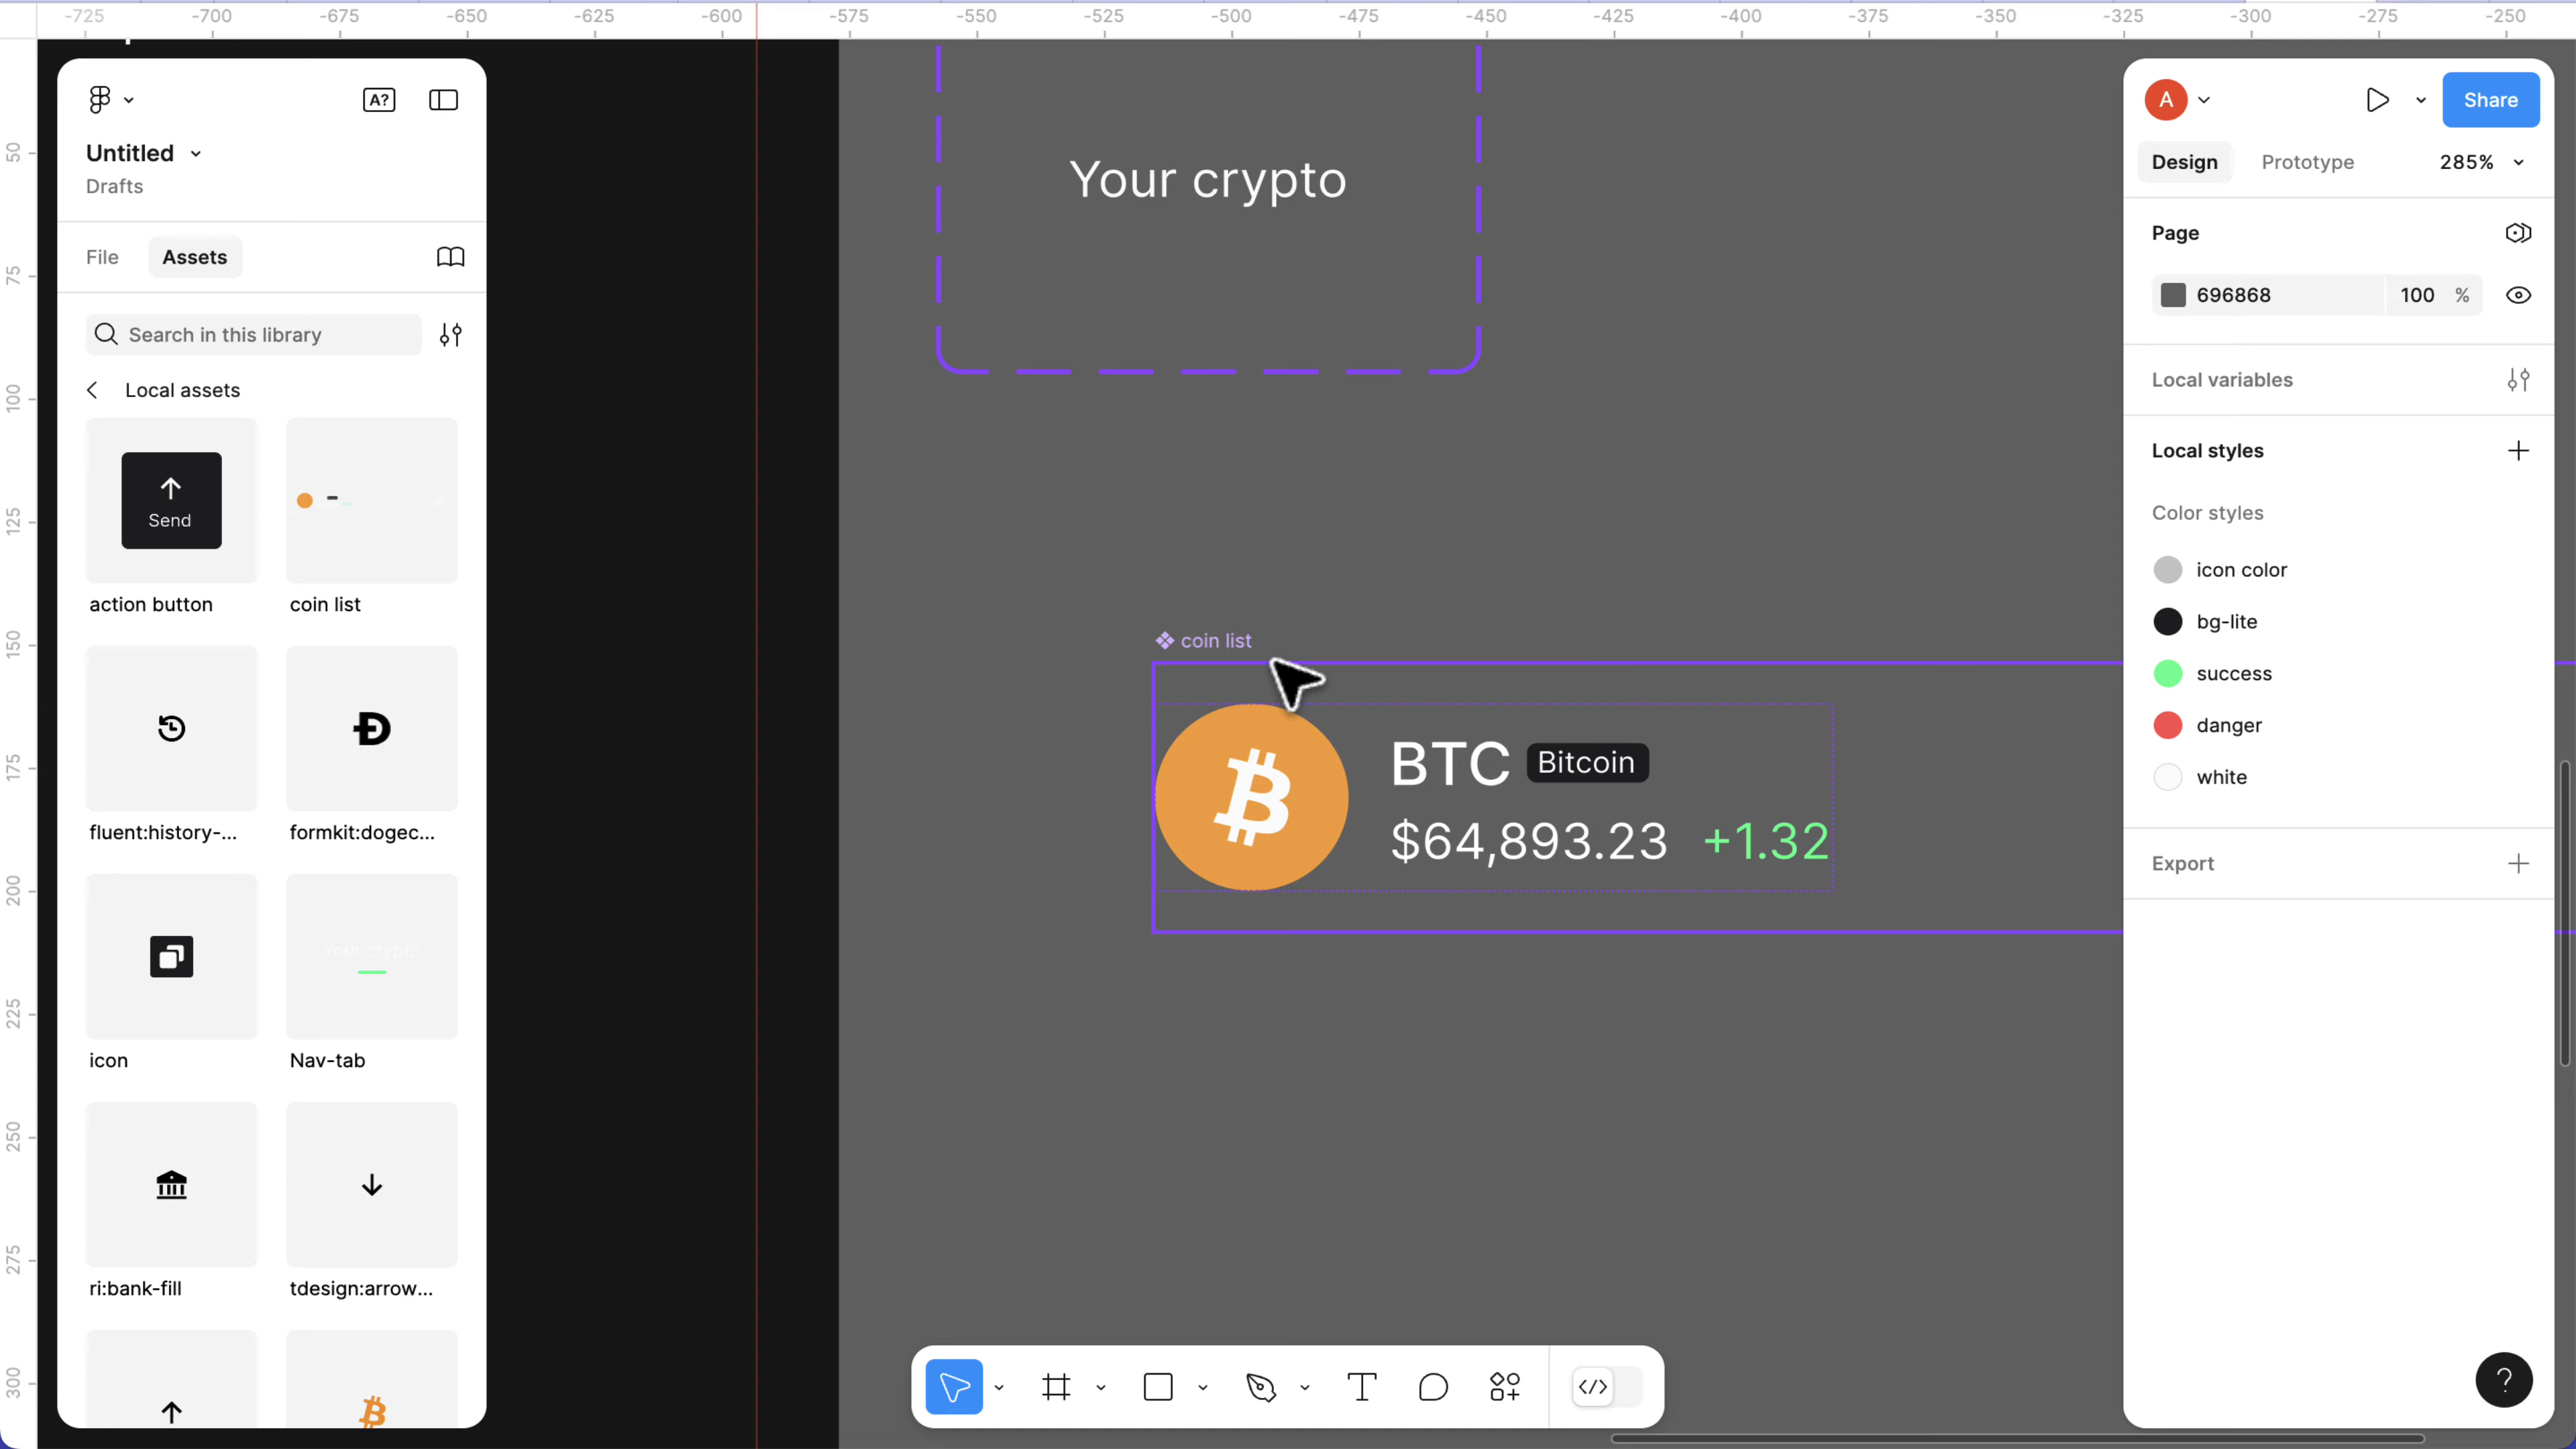 -725 -700 -675 -650 -625 -600 -575 -550 -525 -500 -475 -450 -425 -400 -375 -350 -325 -300 -275 -250
50
75
100
125
150
175
200
225
250
275
300
A?
Untitled
Drafts
File Assets
Search in this library
Local assets
Send
action button coin list
fluent:history-... formkit:dogec...
Your crypto
icon Nav-tab
ri:bank-fill tdesign:arrow...
Your crypto
coin list
BTC Bitcoin
$64,893.23 +1.32
A Share
Design Prototype 285%
Page
696868 100 %
Local variables
Local styles
Color styles
icon color
bg-lite
success
danger
white
Export
?